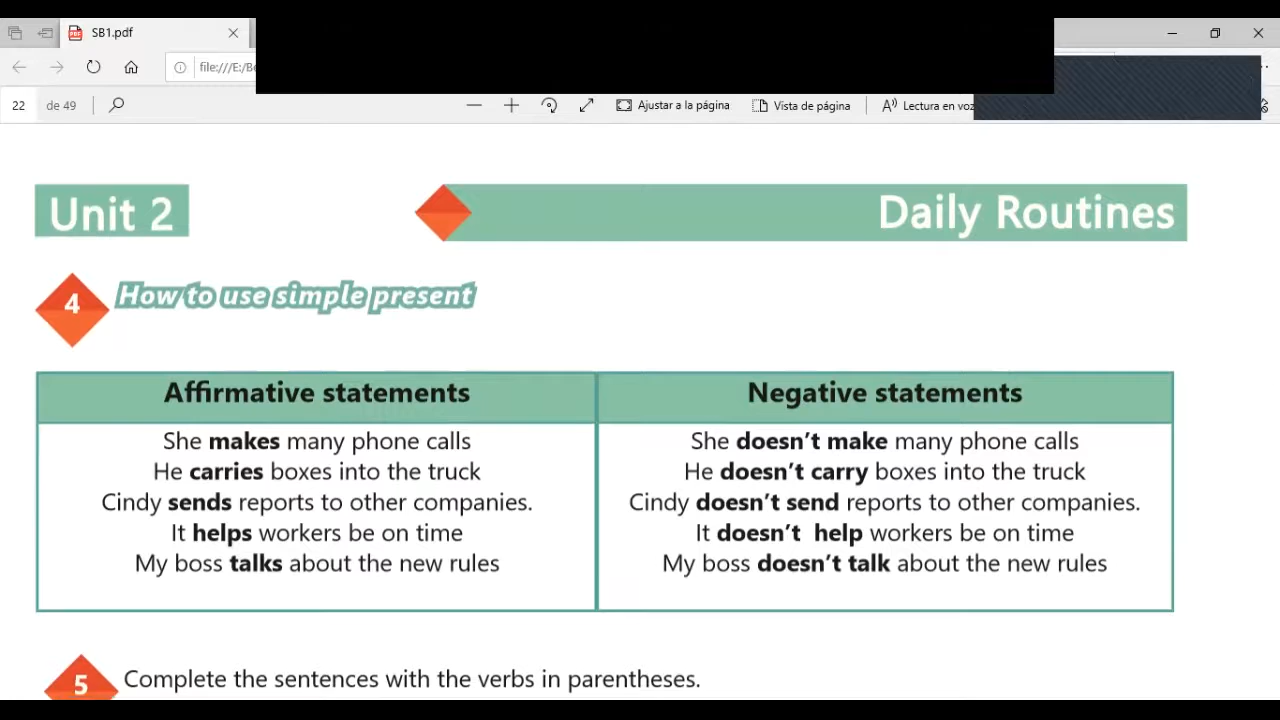 SB1.pdf
file:///E:/Be
22 de 49
Ajustar a la página
Vista de página
Lectura en voz
Unit 2
Daily Routines
4
How to use simple present
Affirmative statements
Negative statements
She makes many phone calls
He carries boxes into the truck
Cindy sends reports to other companies.
It helps workers be on time
My boss talks about the new rules
She doesn't make many phone calls
He doesn't carry boxes into the truck
Cindy doesn't send reports to other companies.
It doesn't  help workers be on time
My boss doesn't talk about the new rules
5
Complete the sentences with the verbs in parentheses.